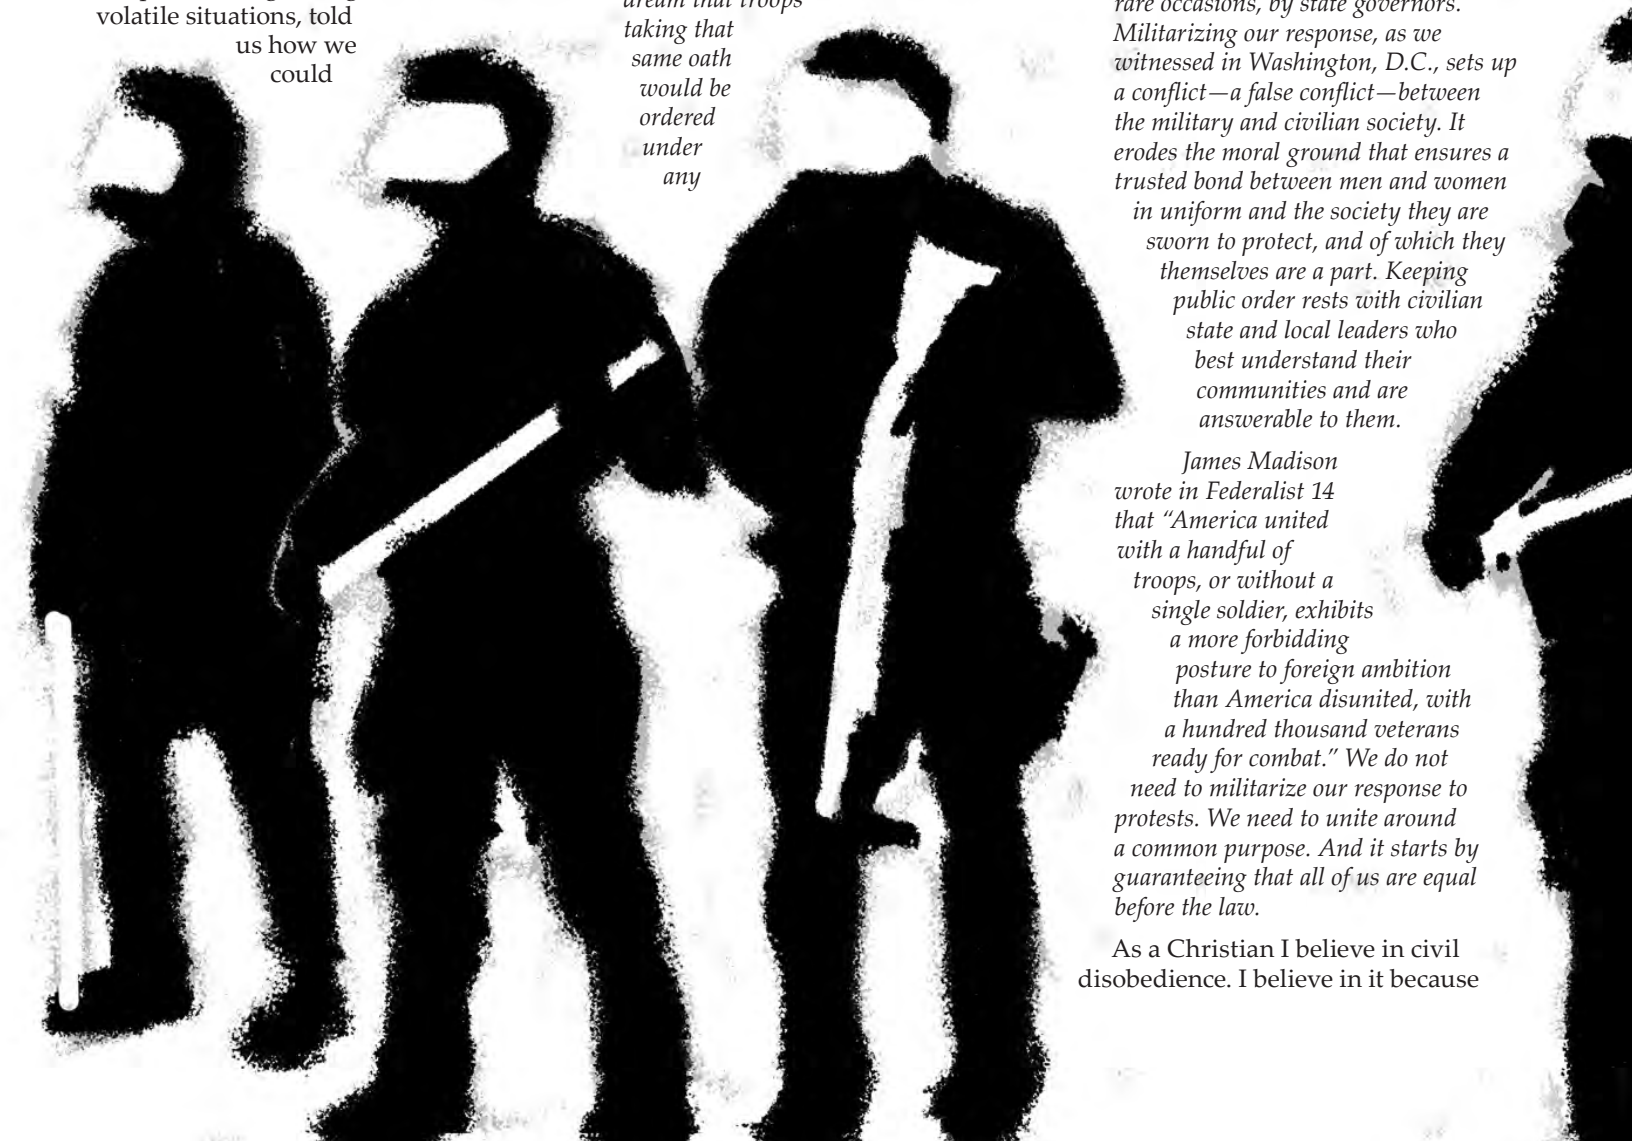 volatile situations, told
us how we
could
dream that troops
taking that
same oath
would be
ordered
under
any
rare occasions, by state governors.
Militarizing our response, as we
witnessed in Washington, D.C., sets up
a conflict—a false conflict—between
the military and civilian society. It
erodes the moral ground that ensures a
trusted bond between men and women
in uniform and the society they are
sworn to protect, and of which they
themselves are a part. Keeping
public order rests with civilian
state and local leaders who
best understand their
communities and are
answerable to them.
James Madison
wrote in Federalist 14
that “America united
with a handful of
troops, or without a
single soldier, exhibits
a more forbidding
posture to foreign ambition
than America disunited, with
a hundred thousand veterans
ready for combat.” We do not
need to militarize our response to
protests. We need to unite around
a common purpose. And it starts by
guaranteeing that all of us are equal
before the law.
As a Christian I believe in civil
disobedience. I believe in it because